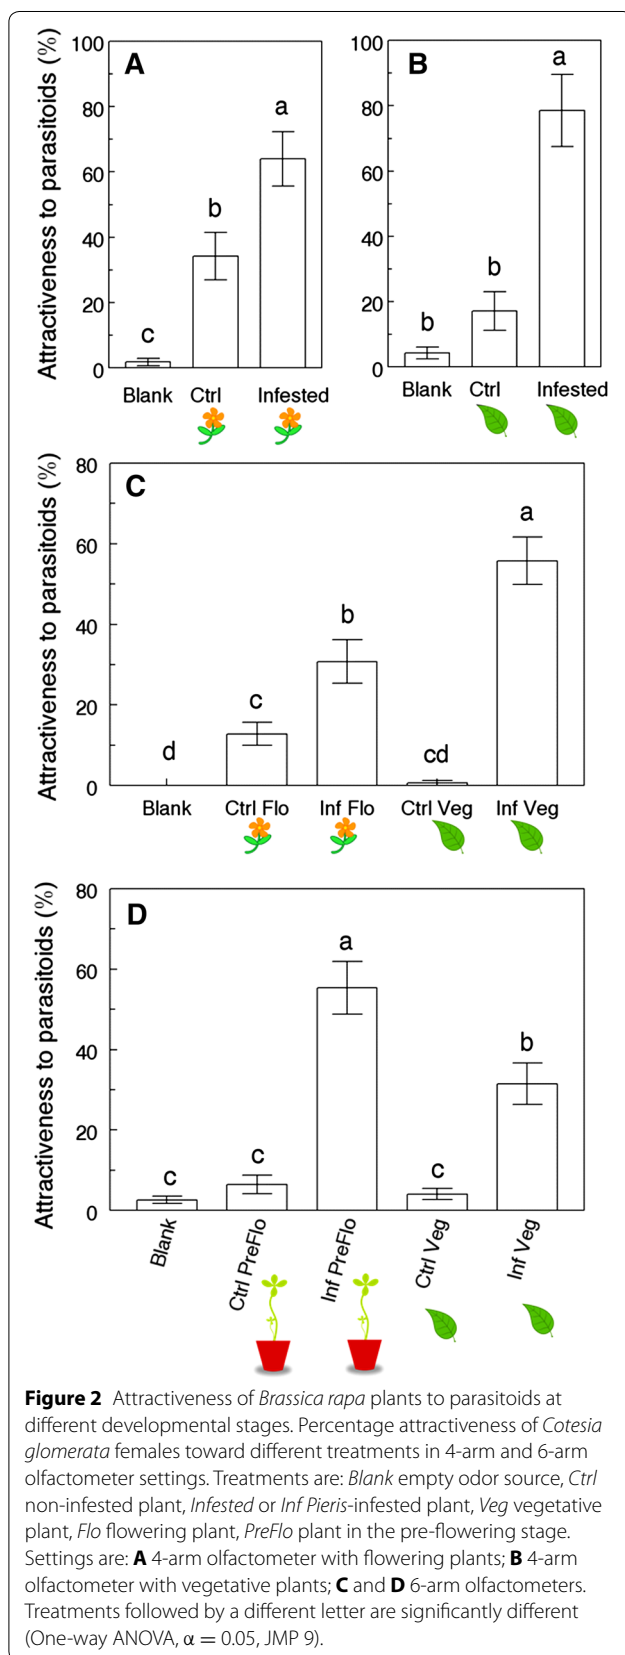 Attractiveness to parasitoids (%)
100
80
60
40
20
0
A
c
b
a
Blank Ctrl Infested
Attractiveness to parasitoids (%)
100
80
60
40
20
0
B
b
b
a
Blank Ctrl Infested
Attractiveness to parasitoids (%)
80
60
40
20
0
C
d
c
b
cd
a
Blank Ctrl Flo Inf Flo Ctrl Veg Inf Veg
Attractiveness to parasitoids (%)
80
60
40
20
0
D
c
c
a
c
b
Blank
Ctrl PreFlo
Inf PreFlo
Ctrl Veg
Inf Veg
Figure 2 Attractiveness of Brassica rapa plants to parasitoids at
different developmental stages. Percentage attractiveness of Cotesia
glomerata females toward different treatments in 4-arm and 6-arm
olfactometer settings. Treatments are: Blank empty odor source, Ctrl
non-infested plant, Infested or Inf Pieris-infested plant, Veg vegetative
plant, Flo flowering plant, PreFlo plant in the pre-flowering stage.
Settings are: A 4-arm olfactometer with flowering plants; B 4-arm
olfactometer with vegetative plants; C and D 6-arm olfactometers.
Treatments followed by a different letter are significantly different
(One-way ANOVA, α = 0.05, JMP 9).